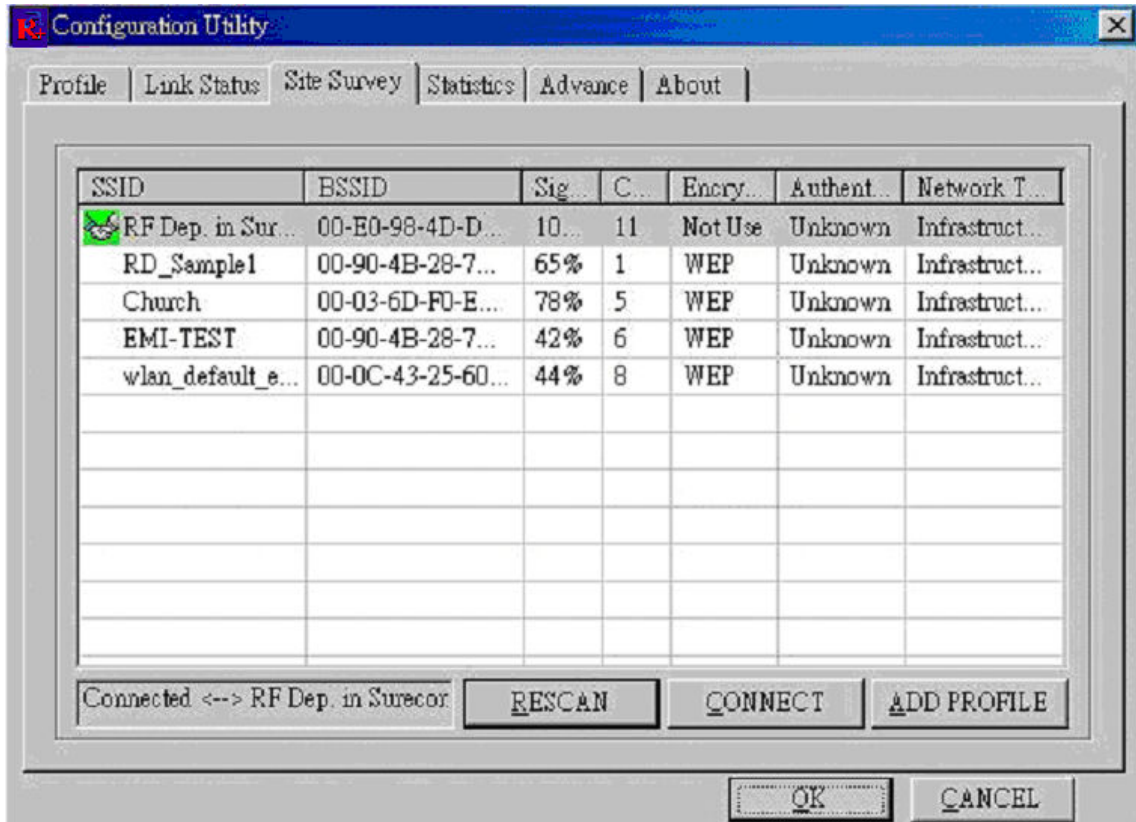 R Configuration Utility
Profile Link Status Site Survey Statistics Advance About
SSID BSSID Sig... C... Encry... Authent... Network T...
RF Dep. in Sur... 00-E0-98-4D-D... 10... 11 Not Use Unknown Infrastruct...
RD_Sample1 00-90-4B-28-7... 65% 1 WEP Unknown Infrastruct...
Church 00-03-6D-F0-E... 78% 5 WEP Unknown Infrastruct...
EMI-TEST 00-90-4B-28-7... 42% 6 WEP Unknown Infrastruct...
wlan_default_e... 00-0C-43-25-60... 44% 8 WEP Unknown Infrastruct...
Connected <--> RF Dep. in Surecor RESCAN CONNECT ADD PROFILE
OK CANCEL